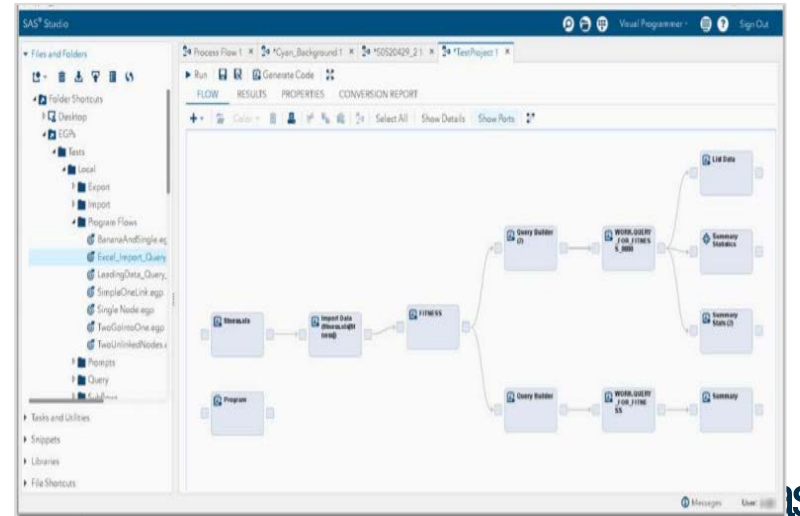 SAS® Studio
Visual Programmer
Sign Out
Files and Folders
Folder Shortcuts
Desktop
EGPs
Tests
Local
Export
Import
Program Flows
BananaAndSingle.eg
Excel_Import_Query
LeadingData_Query_
SimpleOneLink.egp
Single Node.egp
TwoGoIntoOne.egp
TwoUnlinkedNodes.e
Prompts
Query
Tasks and Utilities
Snippets
Libraries
File Shortcuts
Process Flow 1
*Cyan_Background 1
*TestProject 1
Run
Generate Code
FLOW RESULTS PROPERTIES CONVERSION REPORT
Color
Select All
Show Details
Show Ports
fitness.xls
Import Data
FITNESS
Program
Query Builder
(2)
WORK.QUERY
_FOR_FITNES
List Data
Summary
Statistics
Summary
Stats (2)
Query Builder
WORK.QUERY
_FOR_FITNE
SS
Summary
Messages
User: